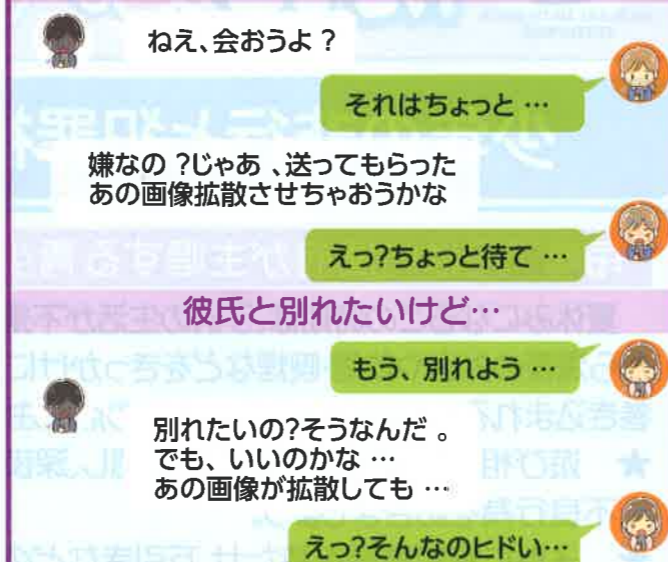 ねえ、会おうよ?
それはちょっと…
嫌なの?じゃあ、送ってもらった
あの画像拡散させちゃおうかな
えっ?ちょっと待て…
彼氏と別れたいけど…
もう、別れよう…
別れたいの?そうなんだ。
でも、いいのかな…
あの画像が拡散しても…
えっ?そんなのヒドい…